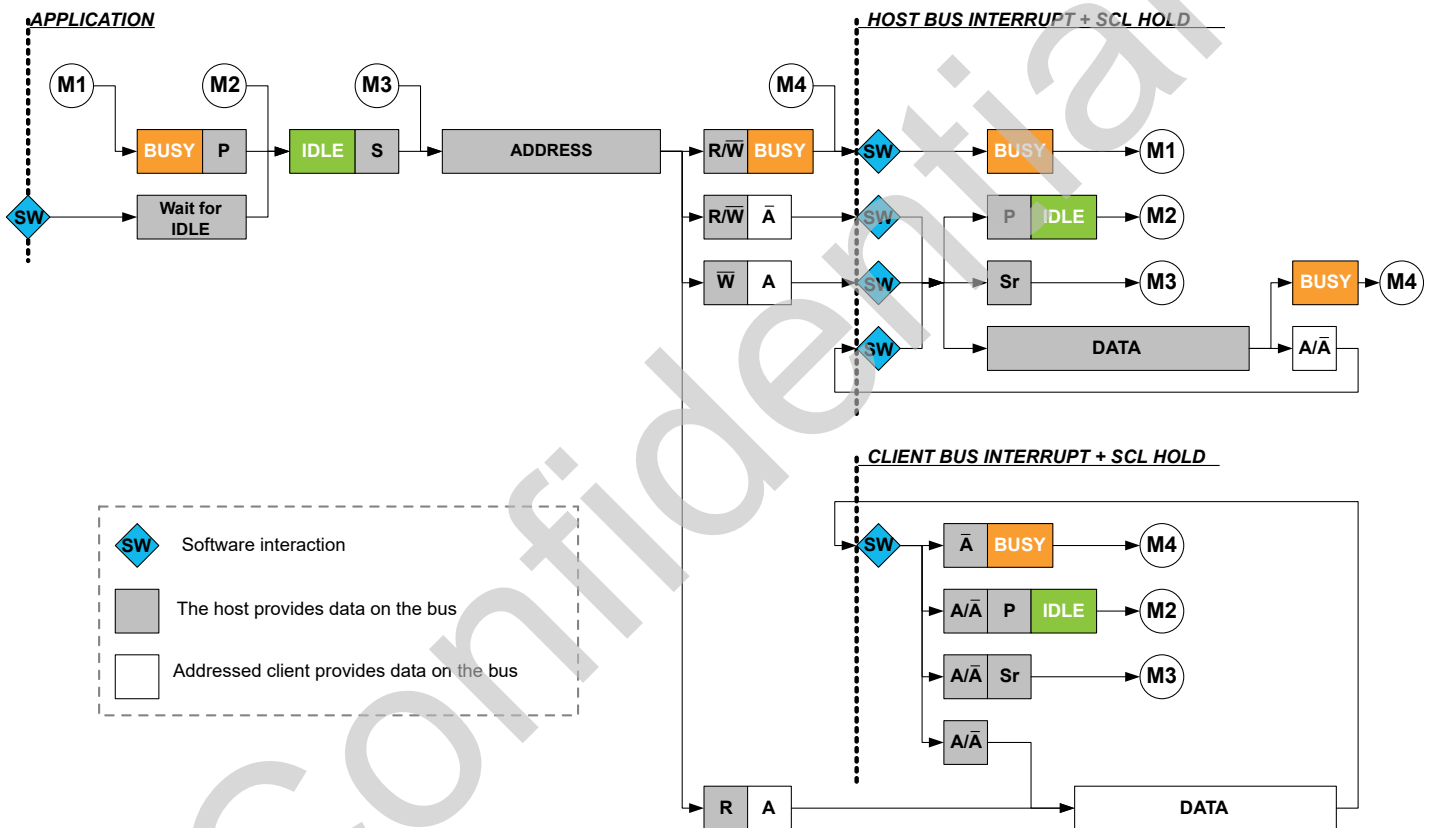 APPLICATION
HOST BUS INTERRUPT + SCL HOLD
M1
M2
M3
M4
BUSY P
IDLE S
ADDRESS
R/W̅ BUSY
SW
BUSY
M1
SW
Wait for
IDLE
R/W̅ A̅
SW
P IDLE
M2
W̅ A
SW
Sr
M3
BUSY
M4
SW
DATA
A/A̅
CLIENT BUS INTERRUPT + SCL HOLD
SW
A̅ BUSY
M4
A/A̅ P IDLE
M2
A/A̅ Sr
M3
A/A̅
R A
DATA
SW Software interaction
The host provides data on the bus
Addressed client provides data on the bus
Confidential